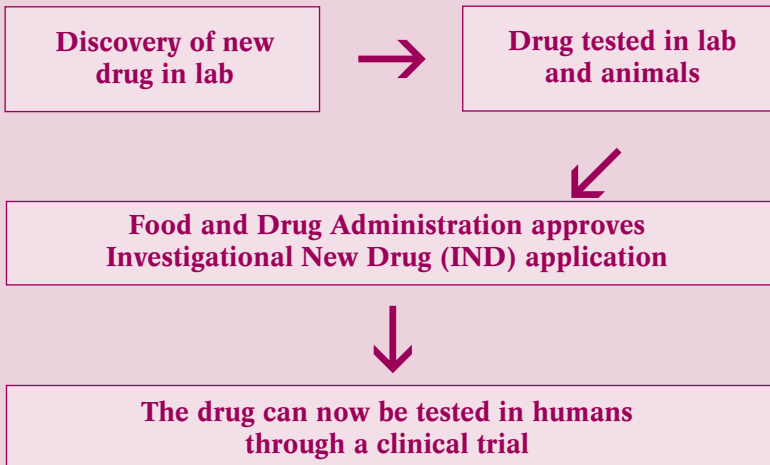 Discovery of new
drug in lab
Drug tested in lab
and animals
Food and Drug Administration approves
Investigational New Drug (IND) application
The drug can now be tested in humans
through a clinical trial